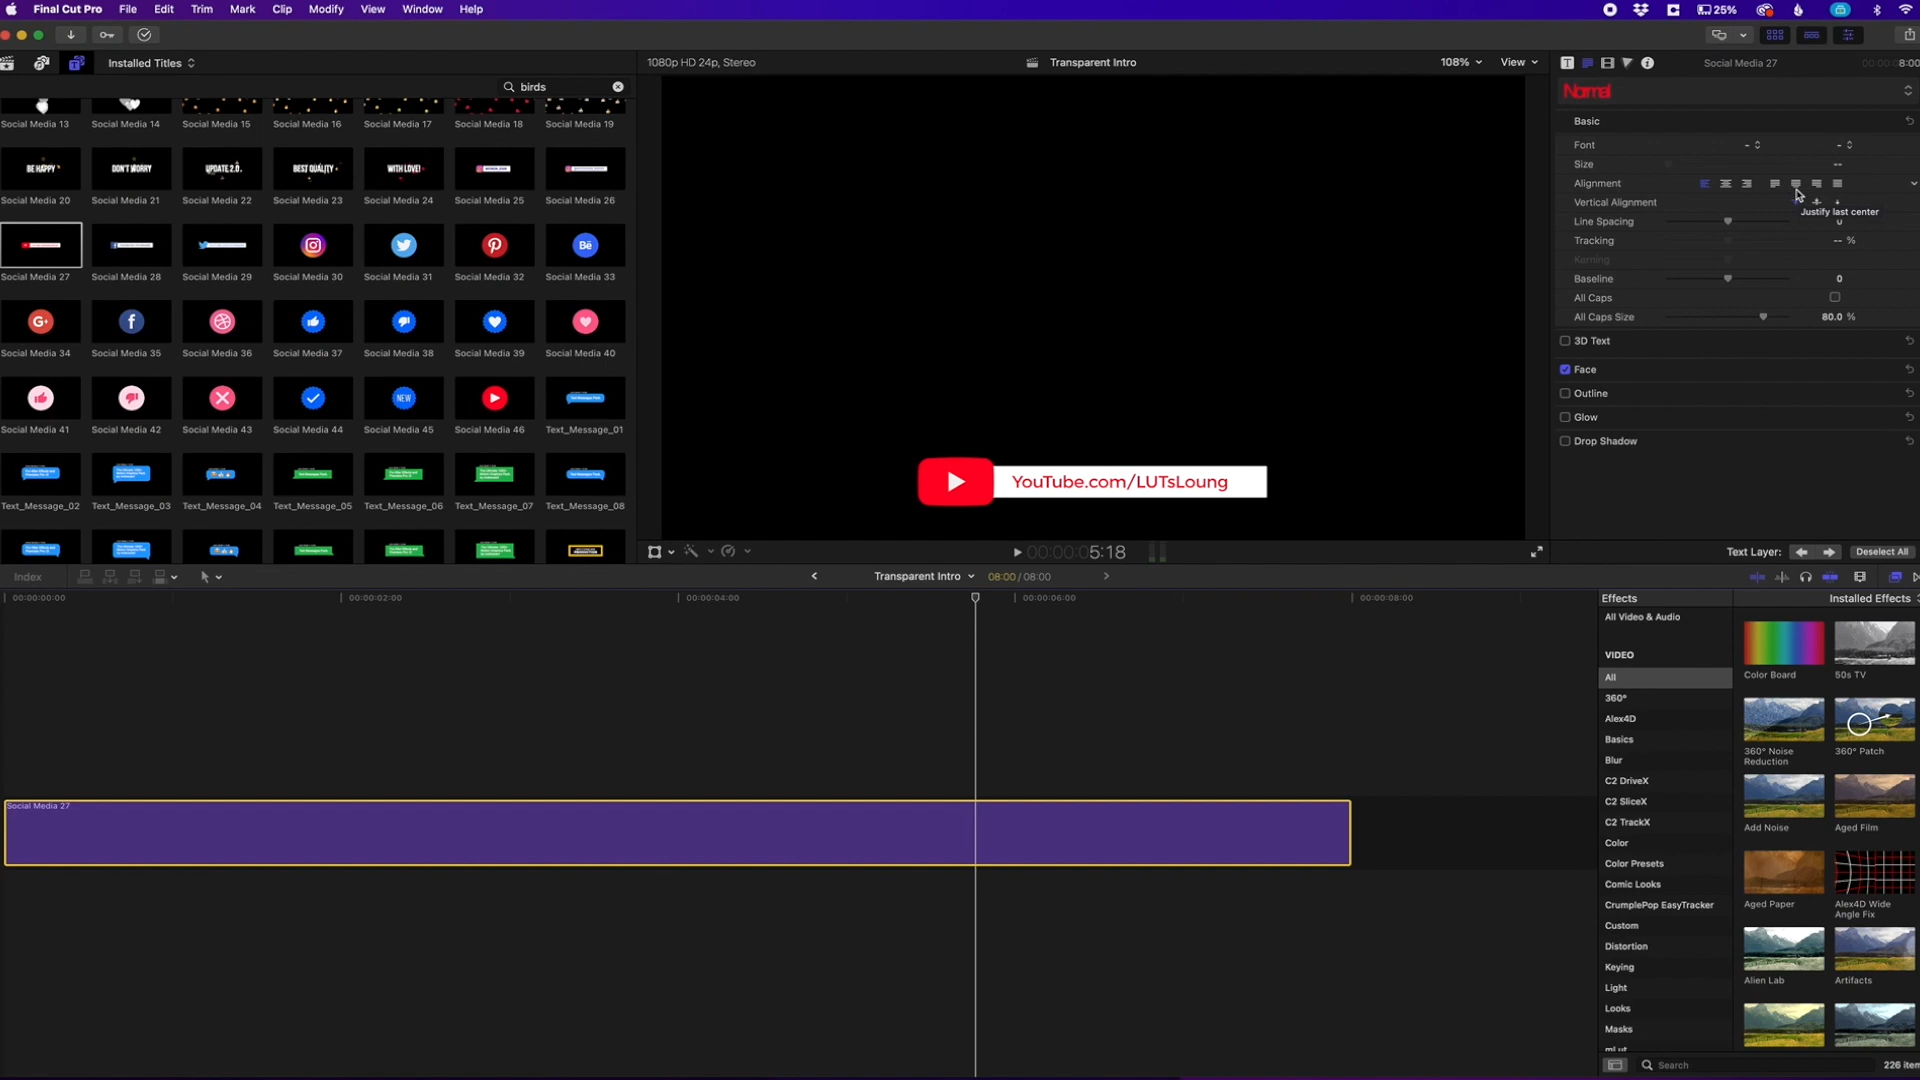 Final Cut Pro File Edit Trim Mark Clip Modify View Window Help 25%
Installed Titles
1080p HD 24p, Stereo Transparent Intro 108% View
Social Media 27 8:00
birds
Normal
Social Media 13 Social Media 14 Social Media 15 Social Media 16 Social Media 17 Social Media 18 Social Media 19
BE HAPPY DON'T WORRY UPDATE 2.0. BEST QUALITY WITH LOVE!
Social Media 20 Social Media 21 Social Media 22 Social Media 23 Social Media 24 Social Media 25 Social Media 26
Social Media 27 Social Media 28 Social Media 29 Social Media 30 Social Media 31 Social Media 32 Social Media 33
G+ f Bē
Social Media 34 Social Media 35 Social Media 36 Social Media 37 Social Media 38 Social Media 39 Social Media 40
NEW
Social Media 41 Social Media 42 Social Media 43 Social Media 44 Social Media 45 Social Media 46 Text_Message_01
Text_Message_02 Text_Message_03 Text_Message_04 Text_Message_05 Text_Message_06 Text_Message_07 Text_Message_08
YouTube.com/LUTsLoung
Basic
Font - -
Size --
Alignment
Vertical Alignment
Justify last center
Line Spacing 0
Tracking -- %
Kerning
Baseline 0
All Caps
All Caps Size 80.0 %
3D Text
Face
Outline
Glow
Drop Shadow
00:00:05:18
Text Layer: Deselect All
Index
Transparent Intro 08:00 / 08:00
00:00:00:00 00:00:02:00 00:00:04:00 00:00:06:00 00:00:08:00
Social Media 27
Effects Installed Effects
All Video & Audio
VIDEO
All
360°
Alex4D
Basics
Blur
C2 DriveX
C2 SliceX
C2 TrackX
Color
Color Presets
Comic Looks
CrumplePop EasyTracker
Custom
Distortion
Keying
Light
Looks
Masks
Color Board 50s TV
360° Noise Reduction 360° Patch
Add Noise Aged Film
Aged Paper Alex4D Wide Angle Fix
Alien Lab Artifacts
Search 226 item